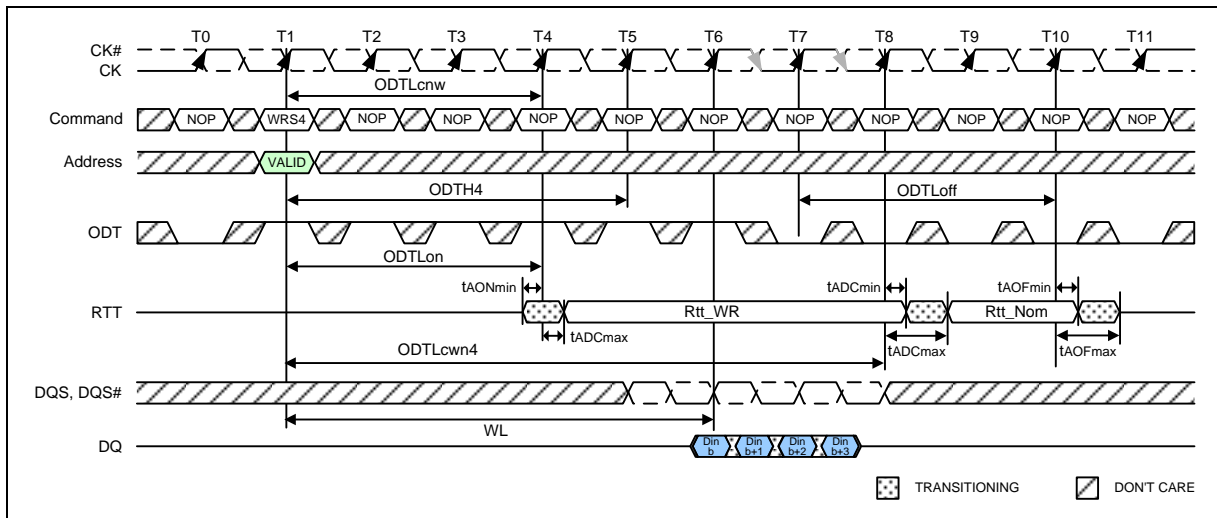 T0 T1 T2 T3 T4 T5 T6 T7 T8 T9 T10 T11
CK#
CK
ODTLcnw
Command NOP WRS4 NOP NOP NOP NOP NOP NOP NOP NOP NOP NOP
Address VALID
ODTH4 ODTLoff
ODT
ODTLon
tAONmin tADCmin tAOFmin
RTT Rtt_WR Rtt_Nom
tADCmax tADCmax tAOFmax
ODTLcwn4
DQS, DQS#
WL
DQ Din b Din b+1 Din b+2 Din b+3
TRANSITIONING DON'T CARE